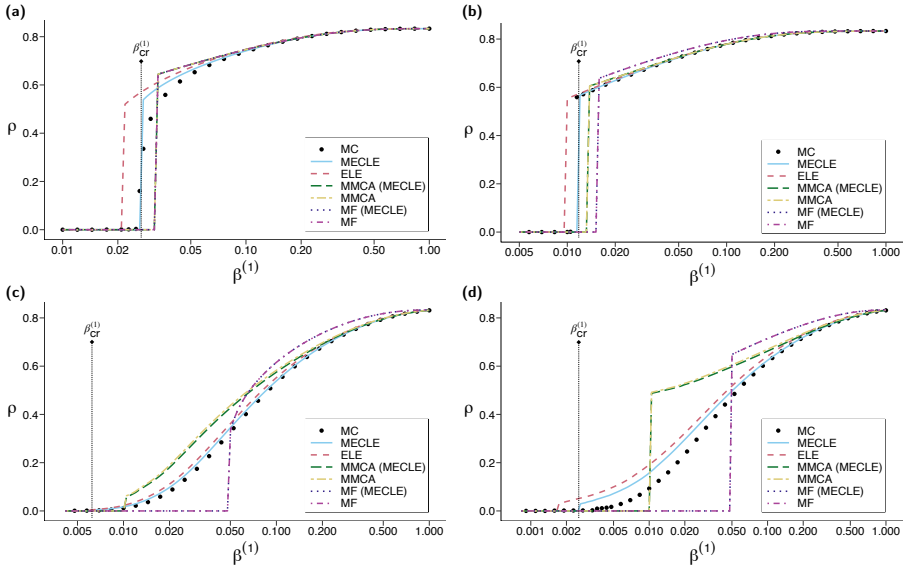 (a)
β(1)cr
0.8
0.6
ρ
0.4
0.2
0.0
MC
MECLE
ELE
MMCA (MECLE)
MMCA
MF (MECLE)
MF
0.01
0.02
0.05
0.10
0.20
0.50
1.00
β(1)
(b)
β(1)cr
0.8
0.6
ρ
0.4
0.2
0.0
MC
MECLE
ELE
MMCA (MECLE)
MMCA
MF (MECLE)
MF
0.005
0.010
0.020
0.050
0.100
0.200
0.500
1.000
β(1)
(c)
β(1)cr
0.8
0.6
ρ
0.4
0.2
0.0
MC
MECLE
ELE
MMCA (MECLE)
MMCA
MF (MECLE)
MF
0.005
0.010
0.020
0.050
0.100
0.200
0.500
1.000
β(1)
(d)
β(1)cr
0.8
0.6
ρ
0.4
0.2
0.0
MC
MECLE
ELE
MMCA (MECLE)
MMCA
MF (MECLE)
MF
0.001
0.002
0.005
0.010
0.020
0.050
0.100
0.200
0.500
1.000
β(1)